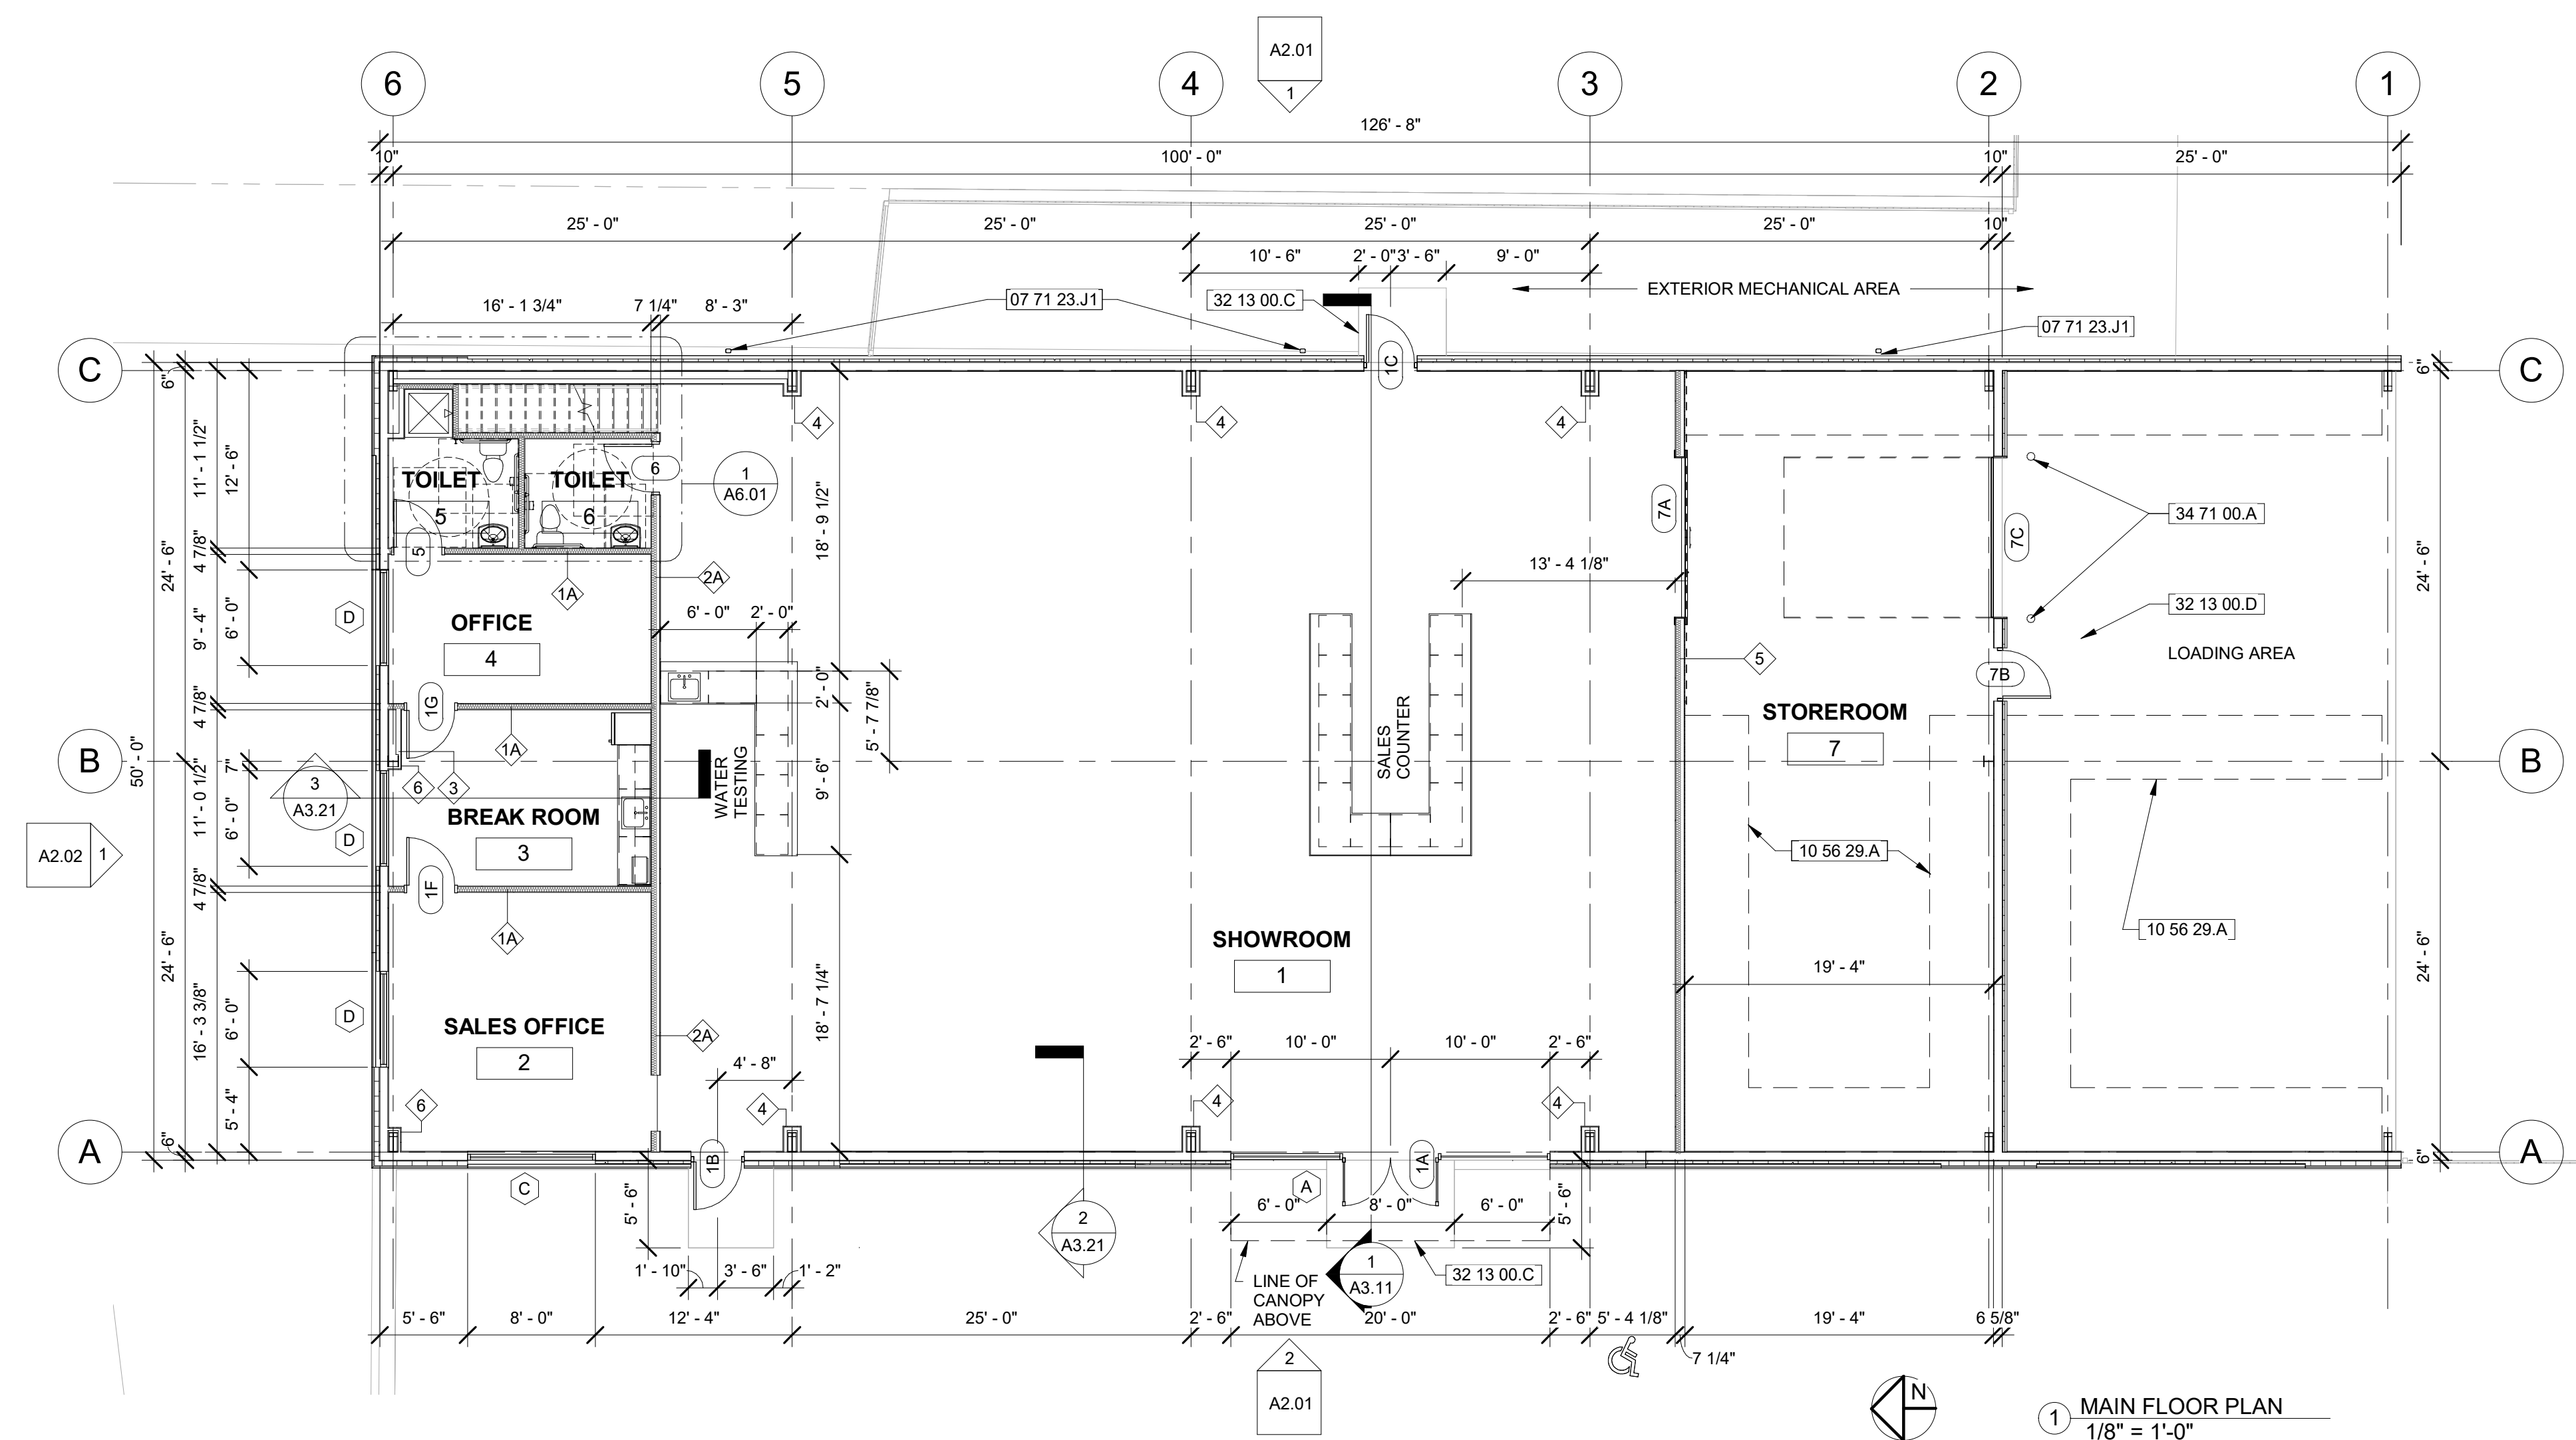 A2.01
1
6
5
4
3
2
1
126' - 8"
10"
100' - 0"
10"
25' - 0"
25' - 0"
25' - 0"
25' - 0"
25' - 0"
10"
10' - 6"
2' - 0"
3' - 6"
9' - 0"
EXTERIOR MECHANICAL AREA
16' - 1 3/4"
7 1/4"
8' - 3"
07 71 23.J1
32 13 00.C
07 71 23.J1
C
C
6"
6"
1C
4
4
4
11' - 1 1/2"
12' - 6"
TOILET
5
TOILET
6
6
1
A6.01
18' - 9 1/2"
7A
7C
34 71 00.A
4 7/8"
5
24' - 6"
24' - 6"
13' - 4 1/8"
2A
1A
D
9' - 4"
6' - 0"
OFFICE
4
6' - 0"
2' - 0"
32 13 00.D
LOADING AREA
5
7B
4 7/8"
1G
2' - 0"
5' - 7 7/8"
STOREROOM
7
1A
B
B
50' - 0"
7"
3
A3.21
6
3
WATER
TESTING
9' - 6"
SALES
COUNTER
11' - 0 1/2"
6' - 0"
BREAK ROOM
3
D
A2.02
1
10 56 29.A
4 7/8"
1F
1A
10 56 29.A
SHOWROOM
1
24' - 6"
24' - 6"
16' - 3 3/8"
6' - 0"
D
SALES OFFICE
2
2A
18' - 7 1/4"
19' - 4"
2' - 6"
10' - 0"
10' - 0"
2' - 6"
4' - 8"
5' - 4"
6
4
4
4
A
A
6"
6"
1B
1A
C
A
5' - 6"
6' - 0"
8' - 0"
6' - 0"
5' - 6"
2
A3.21
1
A3.11
32 13 00.C
1' - 10"
3' - 6"
1' - 2"
LINE OF
CANOPY
ABOVE
5' - 6"
8' - 0"
12' - 4"
25' - 0"
2' - 6"
20' - 0"
2' - 6"
5' - 4 1/8"
19' - 4"
6 5/8"
7 1/4"
2
A2.01
N
1
MAIN FLOOR PLAN
1/8" = 1'-0"